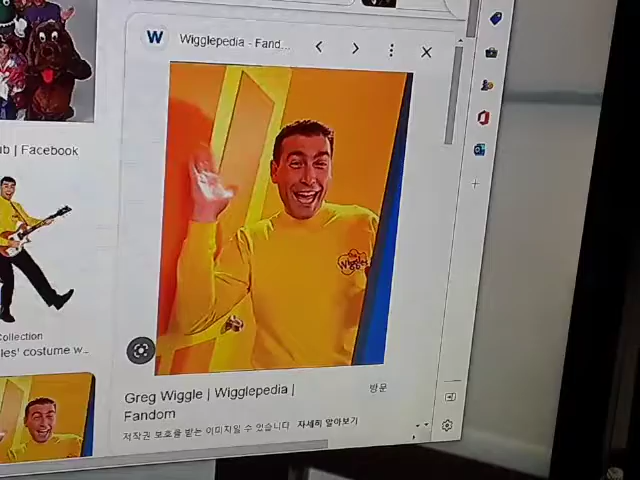 W Wigglepedia - Fand...
ub | Facebook
the
Wiggles
Collection
les' costume w...
Greg Wiggle | Wigglepedia |
Fandom
방문
저작권 보호를 받는 이미지일 수 있습니다. 자세히 알아보기